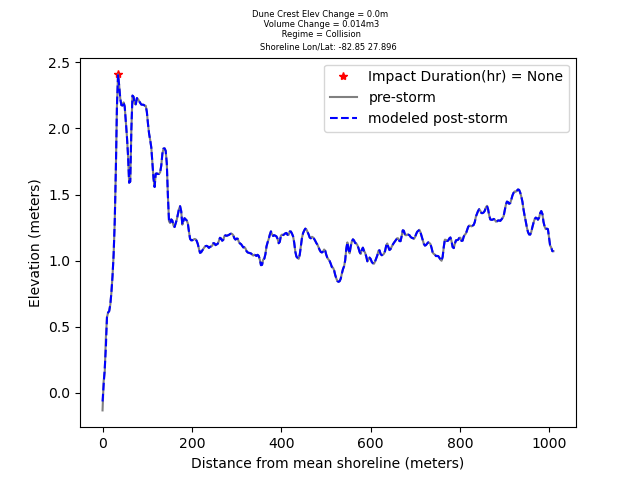 Dune Crest Elev Change = 0.0m
Volume Change = 0.014m3
Regime = Collision
Shoreline Lon/Lat: -82.85 27.896
Impact Duration(hr) = None
pre-storm
modeled post-storm
2.5
2.0
1.5
1.0
0.5
0.0
Elevation (meters)
0 200 400 600 800 1000
Distance from mean shoreline (meters)